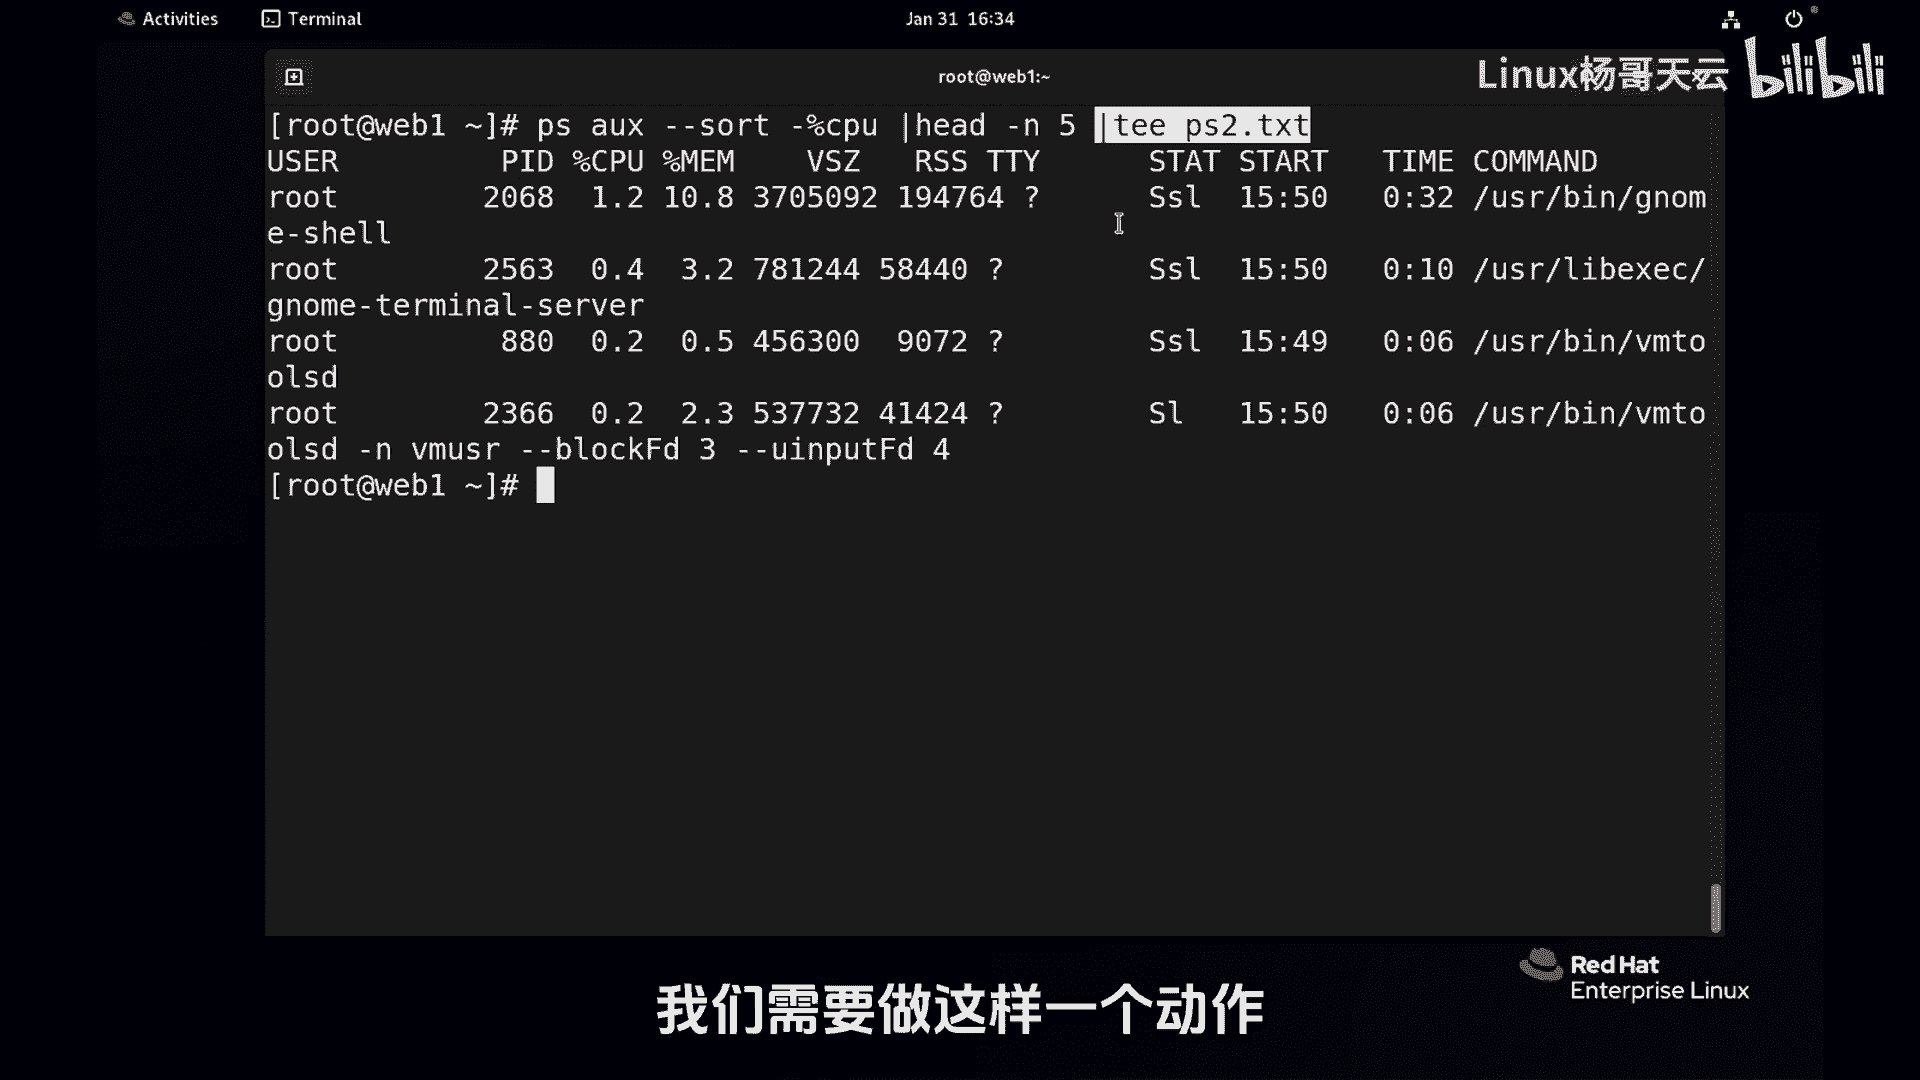 Activities
Terminal
Jan 31 16:34
root@web1:~
Linux杨哥天云 bilibili
[root@web1 ~]# ps aux --sort -%cpu |head -n 5 |tee ps2.txt
USER         PID %CPU %MEM    VSZ   RSS TTY      STAT START   TIME COMMAND
root        2068  1.2 10.8 3705092 194764 ?      Ssl  15:50   0:32 /usr/bin/gnom
e-shell
root        2563  0.4  3.2 781244 58440 ?        Ssl  15:50   0:10 /usr/libexec/
gnome-terminal-server
root         880  0.2  0.5 456300  9072 ?        Ssl  15:49   0:06 /usr/bin/vmto
olsd
root        2366  0.2  2.3 537732 41424 ?        Sl   15:50   0:06 /usr/bin/vmto
olsd -n vmusr --blockFd 3 --uinputFd 4
[root@web1 ~]#
Red Hat
Enterprise Linux
我们需要做这样一个动作